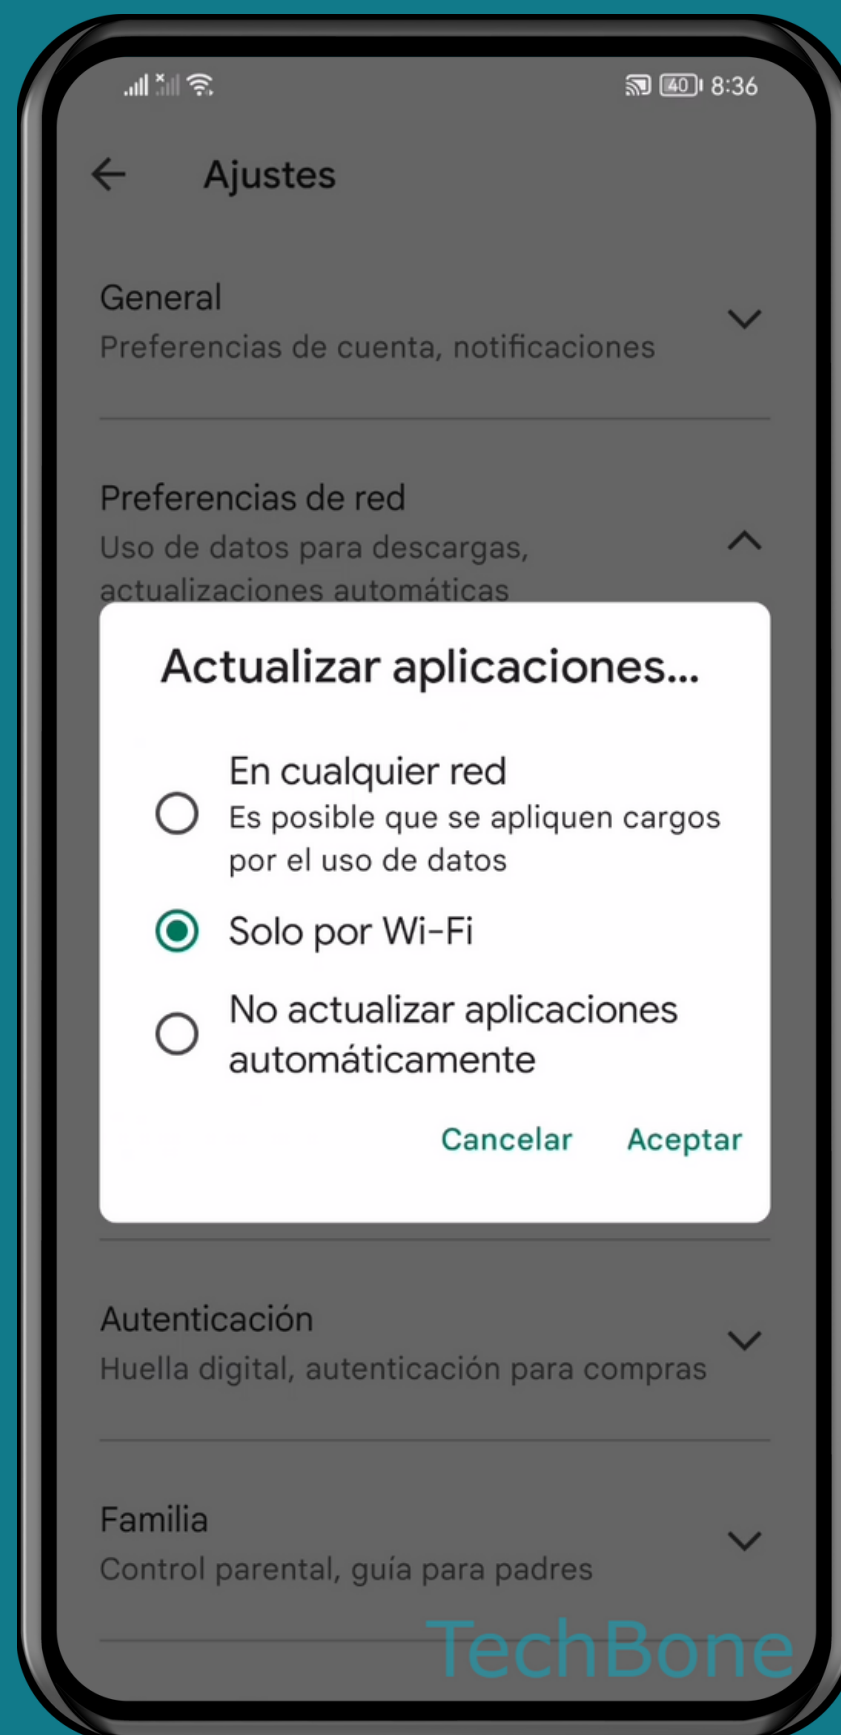 40 8:36
Ajustes
General
Preferencias de cuenta, notificaciones
Preferencias de red
Uso de datos para descargas,
actualizaciones automáticas
Actualizar aplicaciones...
En cualquier red
Es posible que se apliquen cargos
por el uso de datos
Solo por Wi-Fi
No actualizar aplicaciones
automáticamente
Cancelar Aceptar
Autenticación
Huella digital, autenticación para compras
Familia
Control parental, guía para padres
TechBone